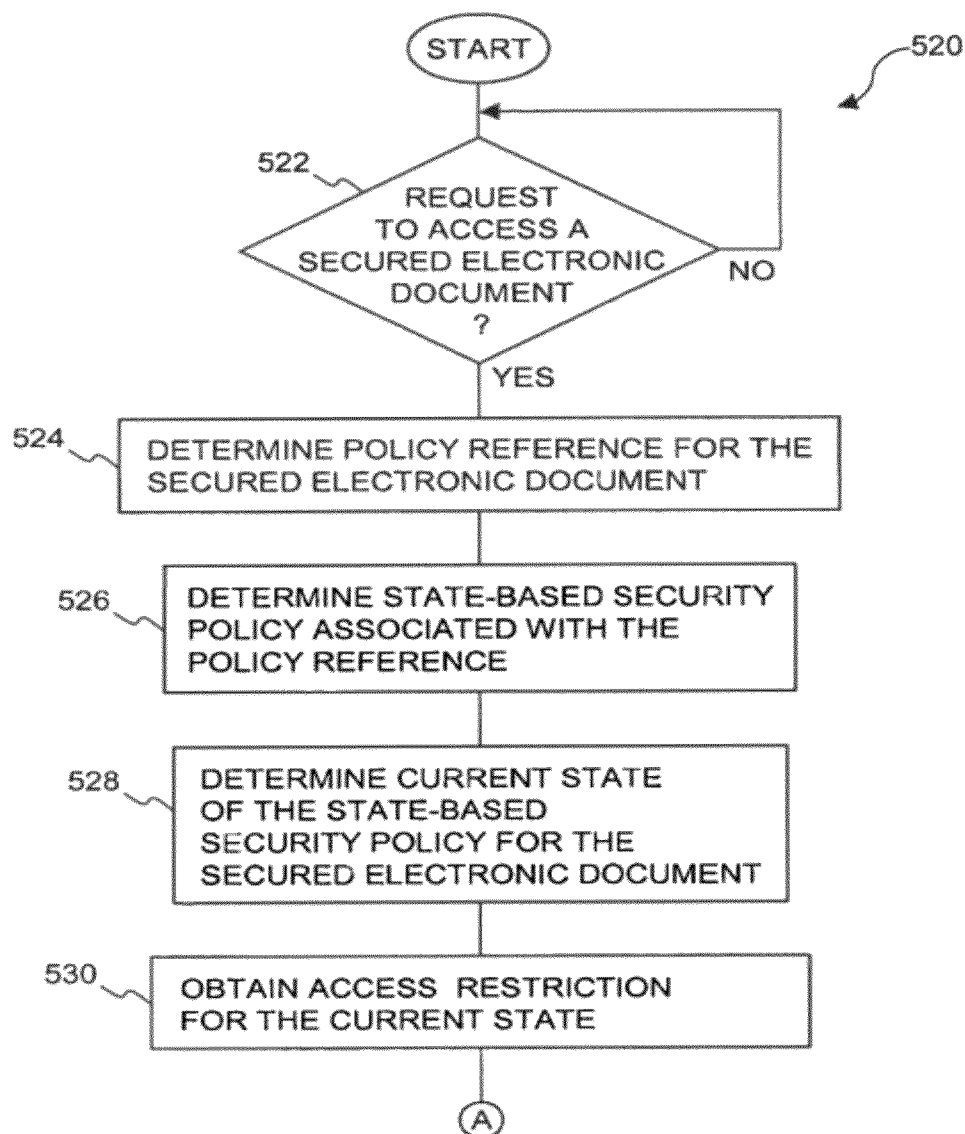 START
520
522
REQUEST
TO ACCESS A
SECURED ELECTRONIC
DOCUMENT
?
NO
YES
524
DETERMINE POLICY REFERENCE FOR THE
SECURED ELECTRONIC DOCUMENT
526
DETERMINE STATE-BASED SECURITY
POLICY ASSOCIATED WITH THE
POLICY REFERENCE
528
DETERMINE CURRENT STATE
OF THE STATE-BASED
SECURITY POLICY FOR THE
SECURED ELECTRONIC DOCUMENT
530
OBTAIN ACCESS RESTRICTION
FOR THE CURRENT STATE
A